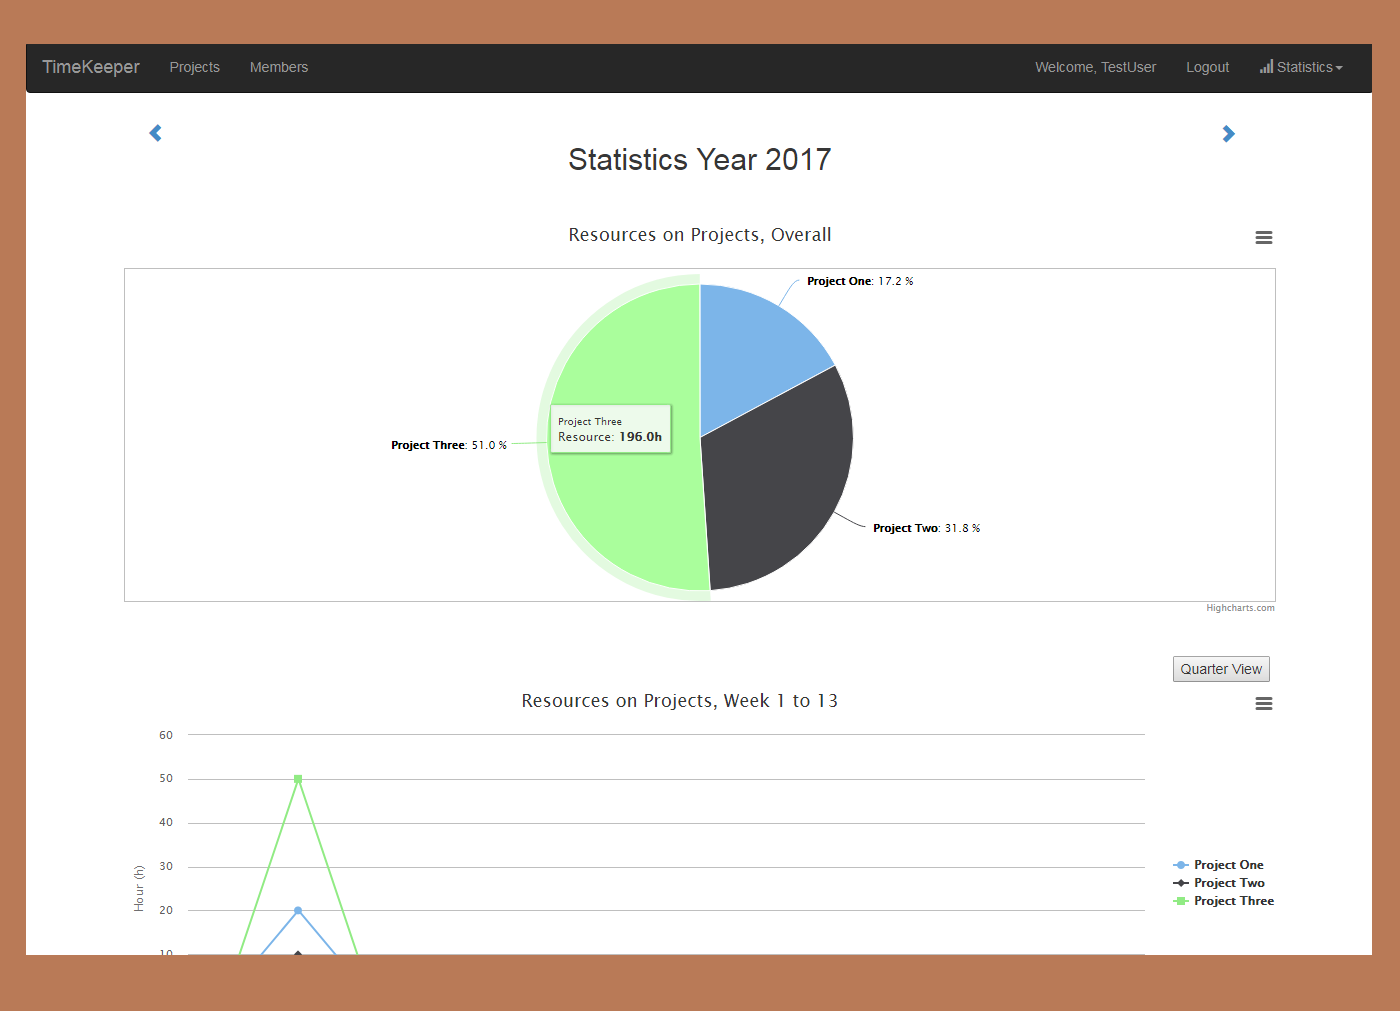 TimeKeeper Projects Members Welcome, TestUser Logout Statistics
Statistics Year 2017
Resources on Projects, Overall
Project One: 17.2 %
Project Three
Resource: 196.0h
Project Three: 51.0 %
Project Two: 31.8 %
Highcharts.com
Quarter View
Resources on Projects, Week 1 to 13
60
50
40
30
20
10
Hour (h)
Project One
Project Two
Project Three